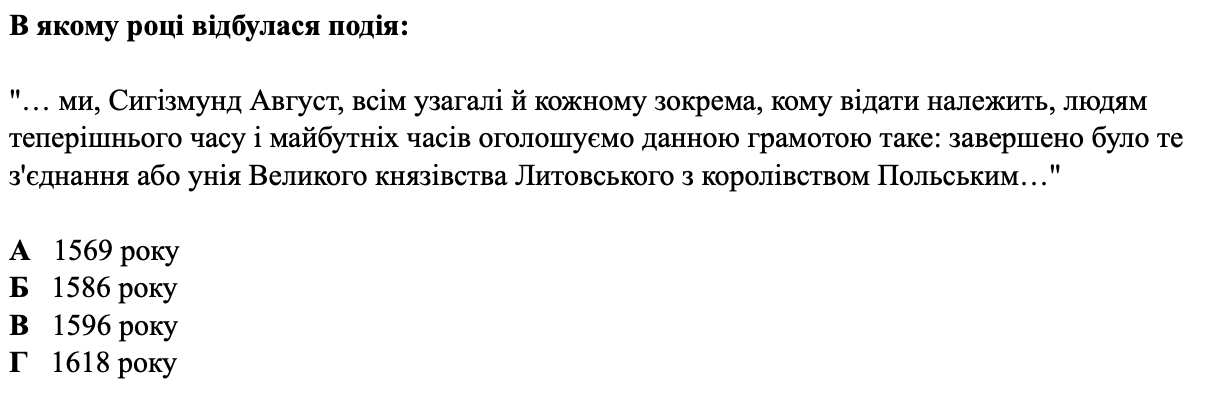 В якому році відбулася подія:
"… ми, Сигізмунд Август, всім узагалі й кожному зокрема, кому відати належить, людям
теперішнього часу і майбутніх часів оголошуємо данною грамотою таке: завершено було те
з'єднання або унія Великого князівства Литовського з королівством Польським…"
А 1569 року
Б 1586 року
В 1596 року
Г 1618 року